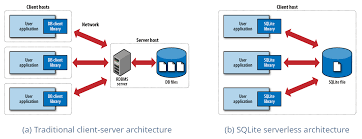 Client hosts
User
application
DB client
library
Network
Server host
User
application
DB client
library
RDBMS
server
DB files
User
application
DB client
library
(a) Traditional client-server architecture
Client host
User
application
SQLite
library
User
application
SQLite
library
SQLite file
User
application
SQLite
library
(b) SQLite serverless architecture